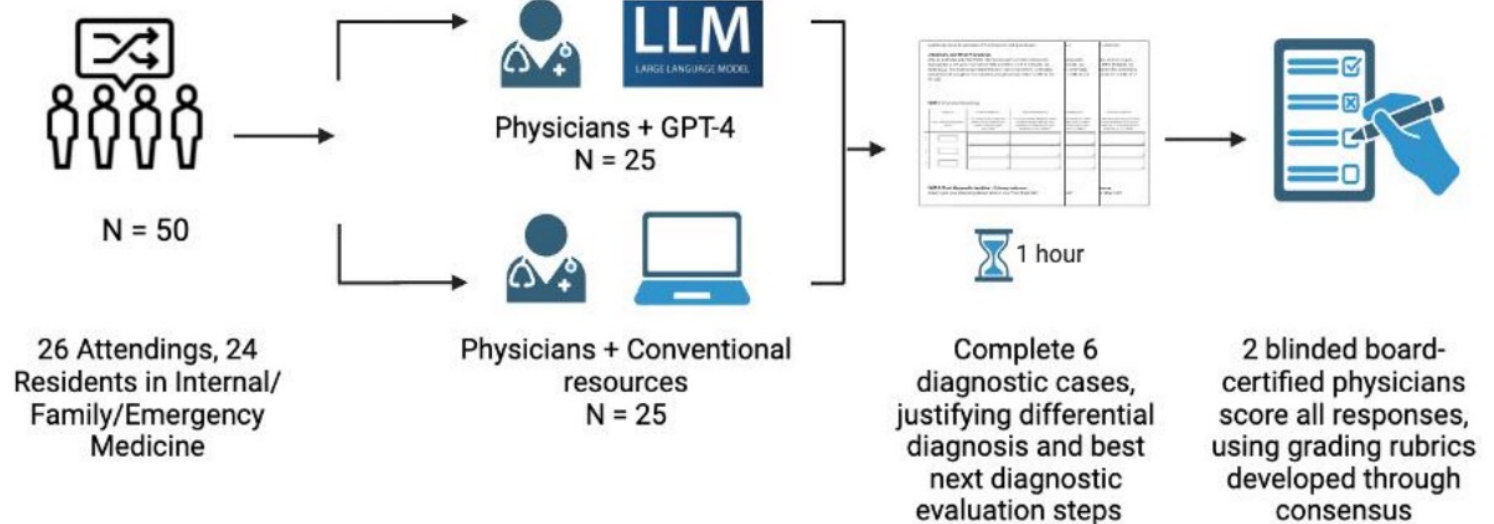 LLM
LARGE LANGUAGE MODEL
Physicians + GPT-4
N = 25
N = 50
1 hour
26 Attendings, 24
Residents in Internal/
Family/Emergency
Medicine
Physicians + Conventional
resources
N = 25
Complete 6
diagnostic cases,
justifying differential
diagnosis and best
next diagnostic
evaluation steps
2 blinded board-
certified physicians
score all responses,
using grading rubrics
developed through
consensus